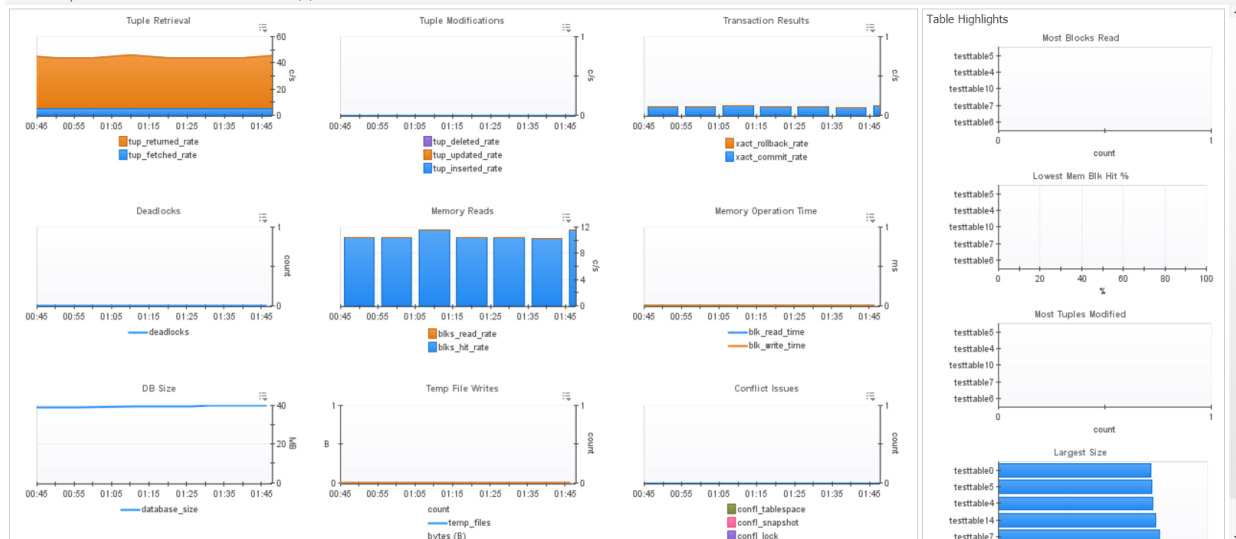 Tuple Retrieval
60
40
20
0
c/s
00:45 00:55 01:05 01:15 01:25 01:35 01:45
tup_returned_rate
tup_fetched_rate
Tuple Modifications
1
0
c/s
00:45 00:55 01:05 01:15 01:25 01:35 01:45
tup_deleted_rate
tup_updated_rate
tup_inserted_rate
Transaction Results
1
0
c/s
00:45 00:55 01:05 01:15 01:25 01:35 01:45
xact_rollback_rate
xact_commit_rate
Deadlocks
1
0
count
00:45 00:55 01:05 01:15 01:25 01:35 01:45
deadlocks
Memory Reads
12
8
4
0
c/s
00:45 00:55 01:05 01:15 01:25 01:35 01:45
blks_read_rate
blks_hit_rate
Memory Operation Time
1
0
ms
00:45 00:55 01:05 01:15 01:25 01:35 01:45
blk_read_time
blk_write_time
DB Size
40
20
0
MB
00:45 00:55 01:05 01:15 01:25 01:35 01:45
database_size
Temp File Writes
1
B
0
1
0
count
00:45 00:55 01:05 01:15 01:25 01:35 01:45
count
temp_files
bytes (B)
Conflict Issues
1
0
count
00:45 00:55 01:05 01:15 01:25 01:35 01:45
confl_tablespace
confl_snapshot
confl_lock
Table Highlights
Most Blocks Read
testtable5
testtable4
testtable10
testtable7
testtable6
0 1
count
Lowest Mem Blk Hit %
testtable5
testtable4
testtable10
testtable7
testtable6
0 20 40 60 80 100
%
Most Tuples Modified
testtable5
testtable4
testtable10
testtable7
testtable6
0 1
count
Largest Size
testtable0
testtable5
testtable4
testtable14
testtable7